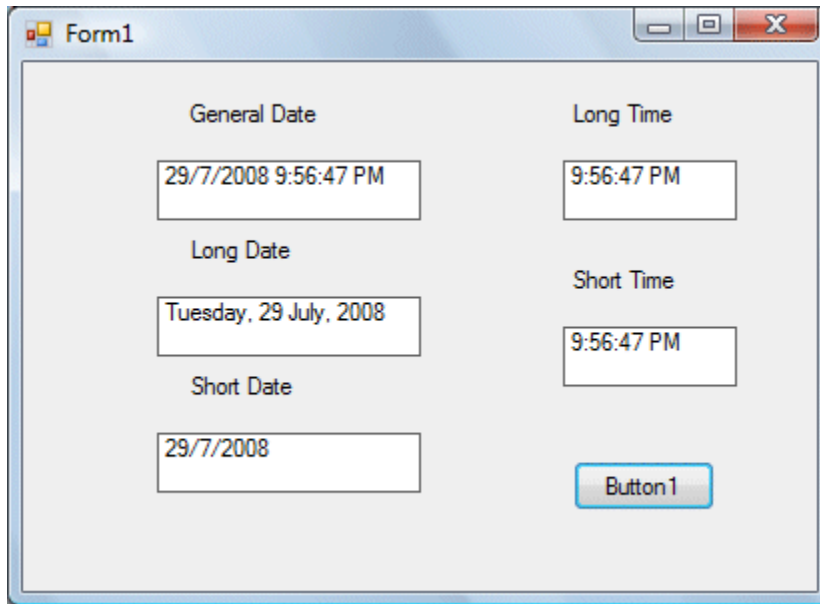 Form1
General Date
29/7/2008 9:56:47 PM
Long Date
Tuesday, 29 July, 2008
Short Date
29/7/2008
Long Time
9:56:47 PM
Short Time
9:56:47 PM
Button1